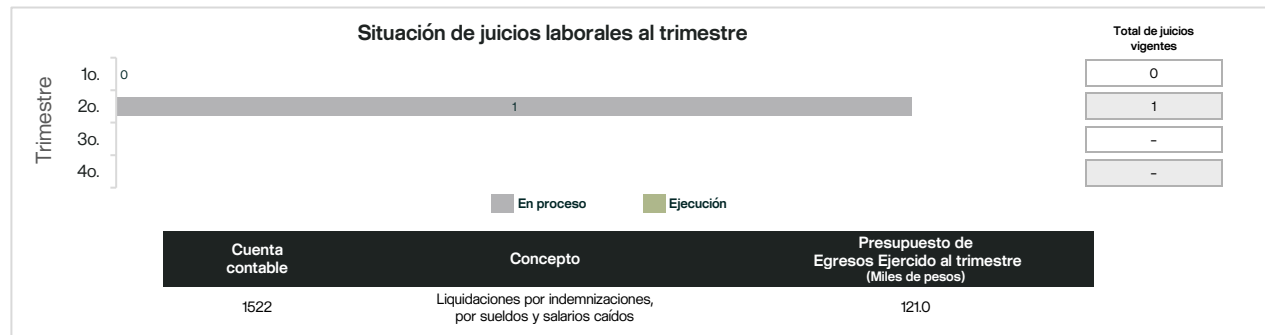 Situación de juicios laborales al trimestre
Total de juicios
vigentes
Trimestre
1o.
0
0
2o.
1
1
3o.
-
4o.
-
En proceso
Ejecución
Cuenta
contable
Concepto
Presupuesto de
Egresos Ejercido al trimestre
(Miles de pesos)
1522
Liquidaciones por indemnizaciones,
por sueldos y salarios caídos
121.0